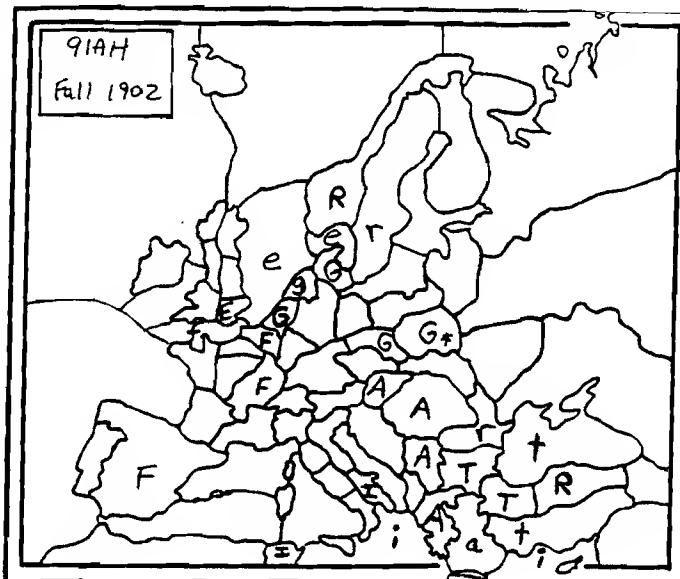 91AH
Fall 1902
R
e r
e G
g
E G
F
G G*
F A
A
r t
A T
F T R
I A t
i a
I i